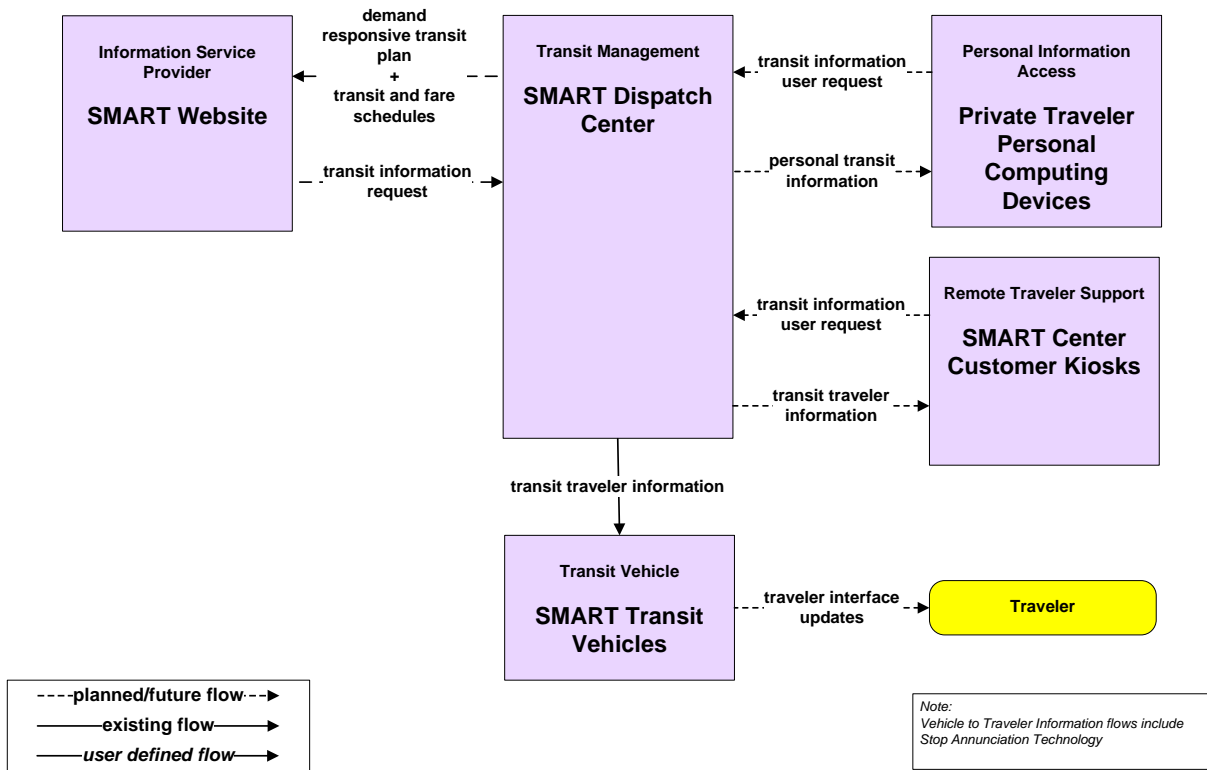 Information Service
Provider
SMART Website
demand
responsive transit
plan
+
transit and fare
schedules
transit information
request
Transit Management
SMART Dispatch
Center
transit information
user request
personal transit
information
Personal Information
Access
Private Traveler
Personal
Computing
Devices
transit information
user request
transit traveler
information
Remote Traveler Support
SMART Center
Customer Kiosks
transit traveler information
Transit Vehicle
SMART Transit
Vehicles
traveler interface
updates
Traveler
planned/future flow
existing flow
user defined flow
Note:
Vehicle to Traveler Information flows include
Stop Annunciation Technology